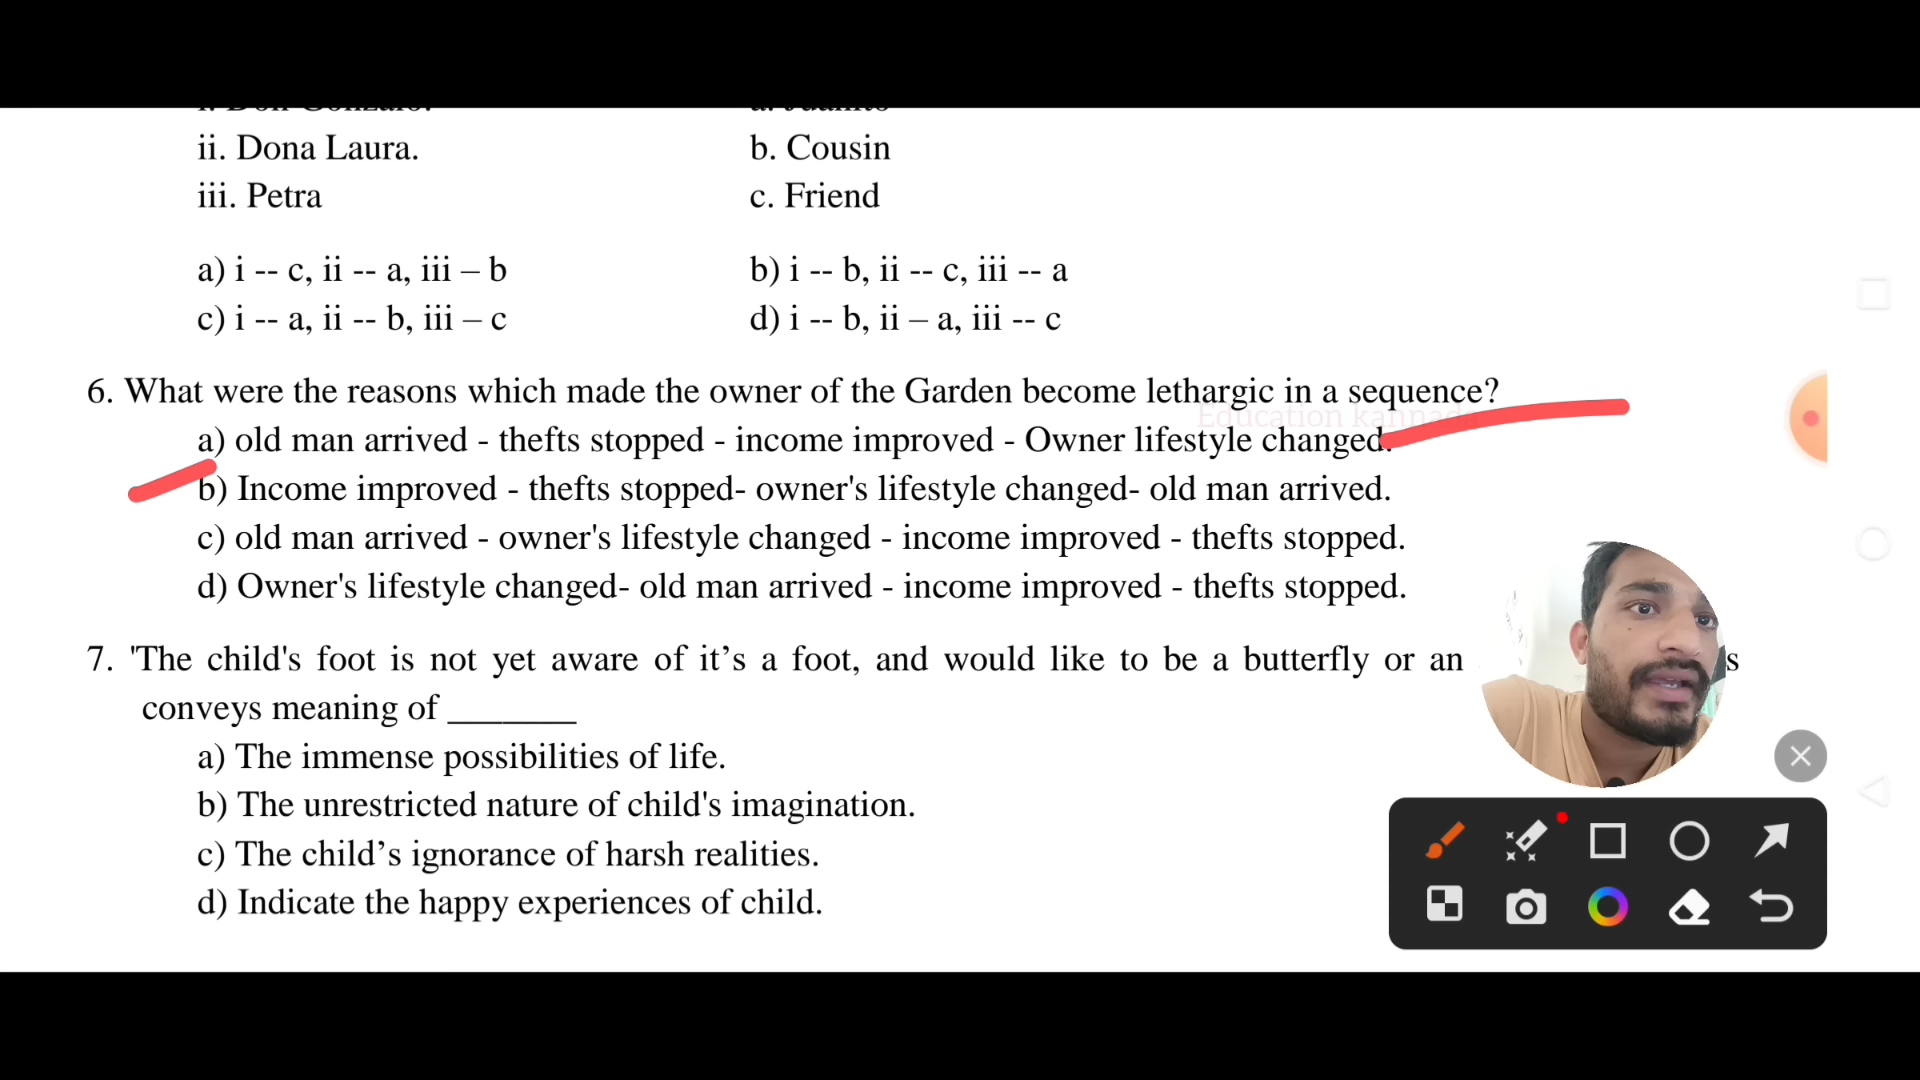 i. Don Gonzalo. a. Juanito
ii. Dona Laura. b. Cousin
iii. Petra c. Friend
a) i -- c, ii -- a, iii – b b) i -- b, ii -- c, iii -- a
c) i -- a, ii -- b, iii – c d) i -- b, ii – a, iii -- c
6. What were the reasons which made the owner of the Garden become lethargic in a sequence?
Education kannada
a) old man arrived - thefts stopped - income improved - Owner lifestyle changed.
b) Income improved - thefts stopped- owner's lifestyle changed- old man arrived.
c) old man arrived - owner's lifestyle changed - income improved - thefts stopped.
d) Owner's lifestyle changed- old man arrived - income improved - thefts stopped.
7. 'The child's foot is not yet aware of it’s a foot, and would like to be a butterfly or an
conveys meaning of _______
a) The immense possibilities of life.
b) The unrestricted nature of child's imagination.
c) The child’s ignorance of harsh realities.
d) Indicate the happy experiences of child.